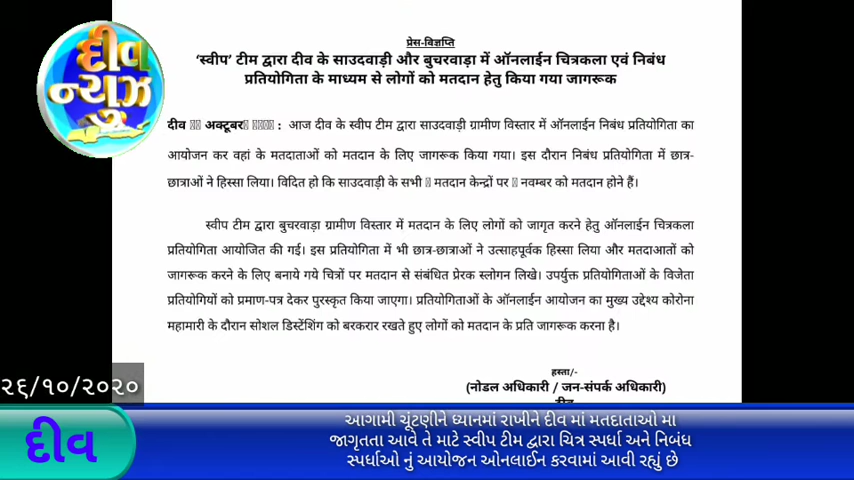 દીવ
ન્યુઝ
प्रेस-विज्ञप्ति
‘स्वीप’ टीम द्वारा दीव के साउदवाड़ी और बुचरवाड़ा में ऑनलाईन चित्रकला एवं निबंध
प्रतियोगिता के माध्यम से लोगों को मतदान हेतु किया गया जागरूक
दीव अक्टूबर : आज दीव के स्वीप टीम द्वारा साउदवाड़ी ग्रामीण विस्तार में ऑनलाईन निबंध प्रतियोगिता का
आयोजन कर वहां के मतदाताओं को मतदान के लिए जागरूक किया गया। इस दौरान निबंध प्रतियोगिता में छात्र-
छात्राओं ने हिस्सा लिया। विदित हो कि साउदवाड़ी के सभी मतदान केन्द्रों पर नवम्बर को मतदान होने हैं।
स्वीप टीम द्वारा बुचरवाड़ा ग्रामीण विस्तार में मतदान के लिए लोगों को जागृत करने हेतु ऑनलाईन चित्रकला
प्रतियोगिता आयोजित की गई। इस प्रतियोगिता में भी छात्र-छात्राओं ने उत्साहपूर्वक हिस्सा लिया और मतदाआतों को
जागरूक करने के लिए बनाये गये चित्रों पर मतदान से संबंधित प्रेरक स्लोगन लिखे। उपर्युक्त प्रतियोगिताओं के विजेता
प्रतियोगियों को प्रमाण-पत्र देकर पुरस्कृत किया जाएगा। प्रतियोगिताओं के ऑनलाईन आयोजन का मुख्य उद्देश्य कोरोना
महामारी के दौरान सोशल डिस्टेंशिंग को बरकरार रखते हुए लोगों को मतदान के प्रति जागरूक करना है।
हस्ता/-
(नोडल अधिकारी / जन-संपर्क अधिकारी)
दीव
૨૬/૧૦/૨૦૨૦
દીવ
આગામી ચૂંટણીને ધ્યાનમાં રાખીને દીવ માં મતદાતાઓ મા
જાગૃતતા આવે તે માટે સ્વીપ ટીમ દ્વારા ચિત્ર સ્પર્ધા અને નિબંધ
સ્પર્ધાઓ નું આયોજન ઓનલાઈન કરવામાં આવી રહ્યું છે